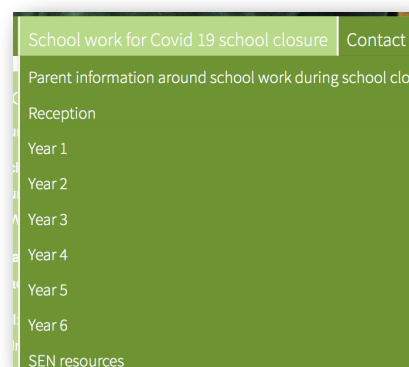 School work for Covid 19 school closure Contact
Parent information around school work during school clo
Reception
Year 1
Year 2
Year 3
Year 4
Year 5
Year 6
SEN resources